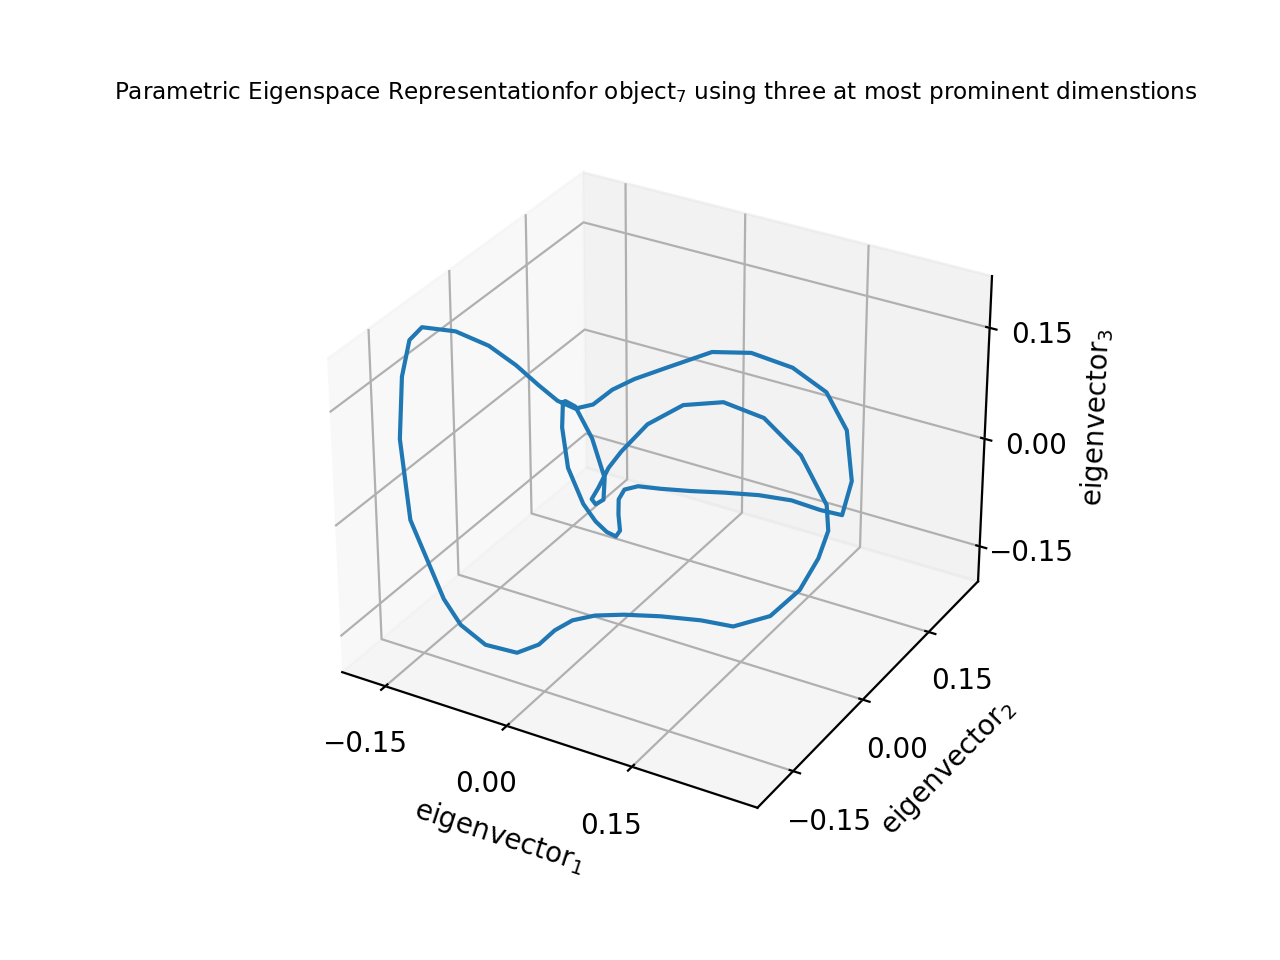 Parametric Eigenspace Representationfor object₇ using three at most prominent dimenstions
0.15
0.00
−0.15
eigenvector₃
0.15
0.00
−0.15
eigenvector₂
−0.15
0.00
0.15
eigenvector₁